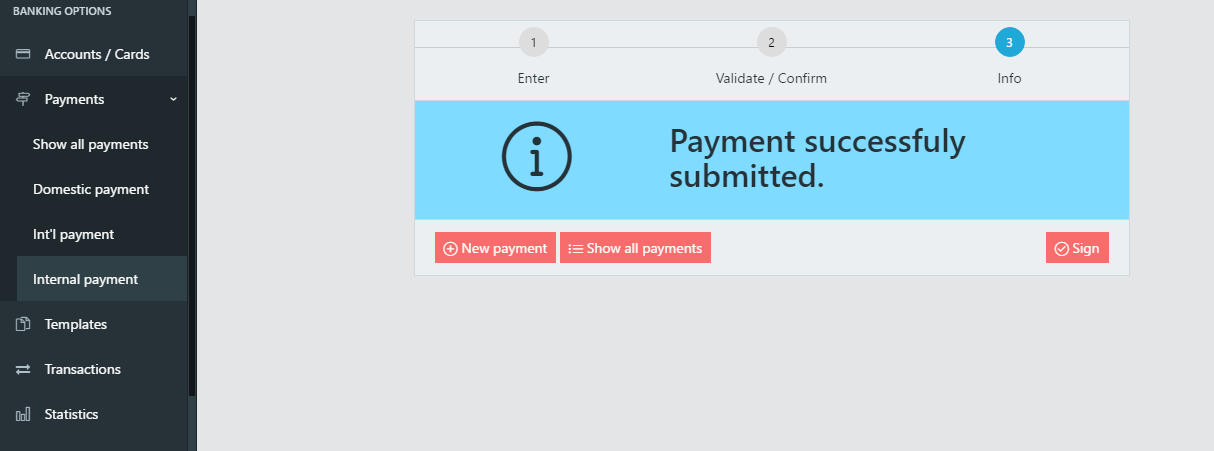 BANKING OPTIONS
Accounts / Cards
Payments
Show all payments
Domestic payment
Int'l payment
Internal payment
Templates
Transactions
Statistics
1
2
3
Enter
Validate / Confirm
Info
Payment successfuly
submitted.
New payment
Show all payments
Sign